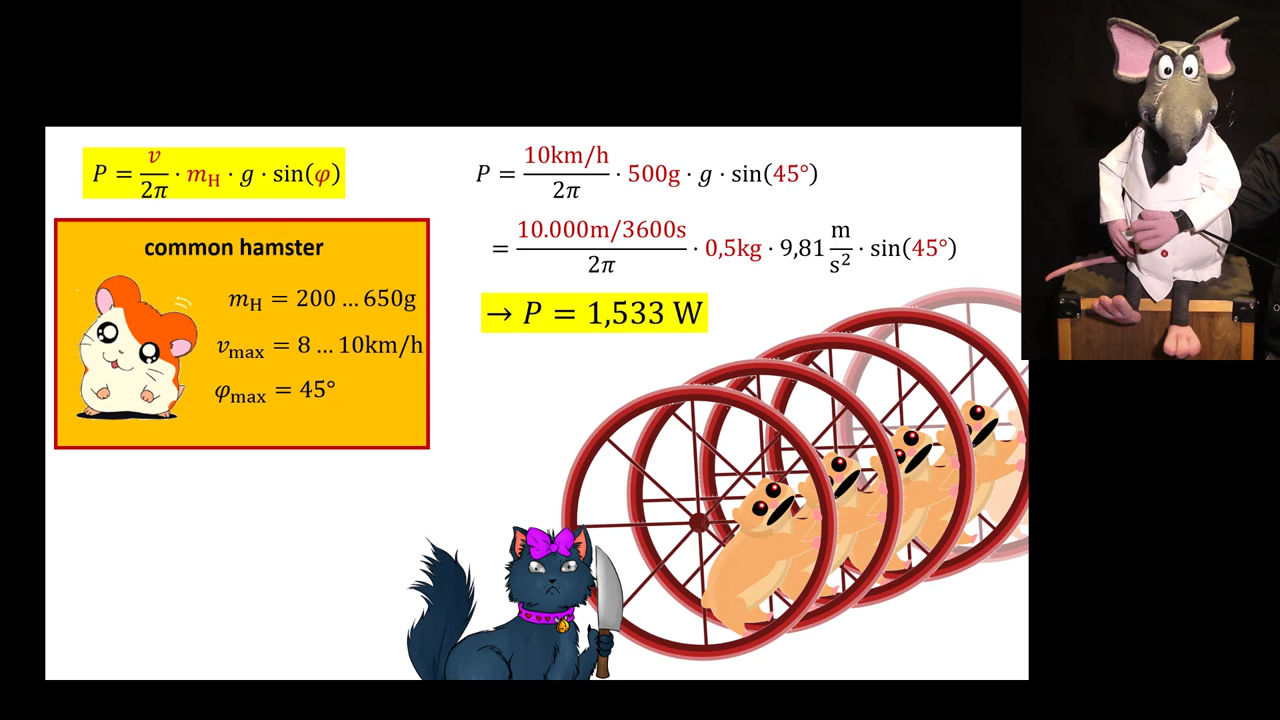 P = v/2π · m_H · g · sin(φ)
common hamster
m_H = 200 … 650g
v_max = 8 … 10km/h
φ_max = 45°
P = 10km/h/2π · 500g · g · sin(45°)
= 10.000m/3600s/2π · 0,5kg · 9,81 m/s² · sin(45°)
→ P = 1,533 W